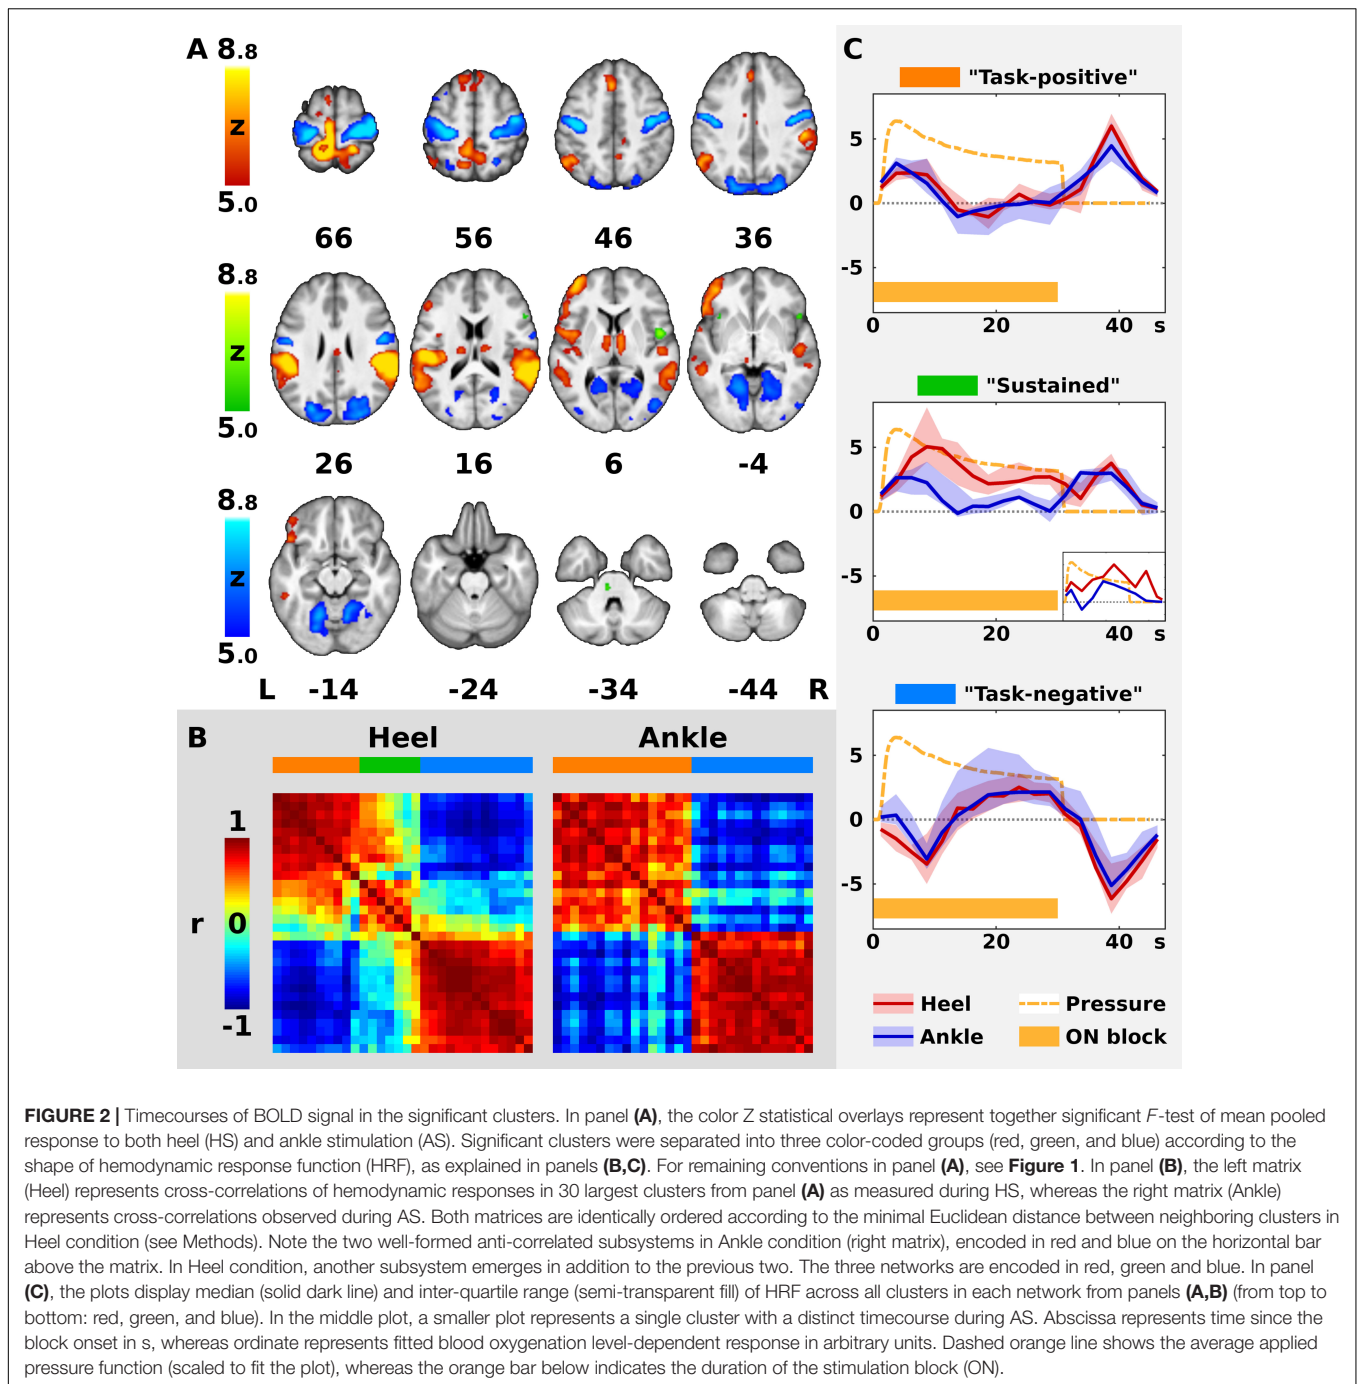 A
8.8
z
5.0
66 56 46 36
8.8
z
5.0
26 16 6 -4
8.8
z
5.0
L -14 -24 -34 -44 R
B
Heel Ankle
1
r 0
-1
C
"Task-positive"
5
0
-5
0 20 40 s
"Sustained"
5
0
-5
0 20 40 s
"Task-negative"
5
0
-5
0 20 40 s
Heel Pressure
Ankle ON block
FIGURE 2 | Timecourses of BOLD signal in the significant clusters. In panel (A), the color Z statistical overlays represent together significant F-test of mean pooled
response to both heel (HS) and ankle stimulation (AS). Significant clusters were separated into three color-coded groups (red, green, and blue) according to the
shape of hemodynamic response function (HRF), as explained in panels (B,C). For remaining conventions in panel (A), see Figure 1. In panel (B), the left matrix
(Heel) represents cross-correlations of hemodynamic responses in 30 largest clusters from panel (A) as measured during HS, whereas the right matrix (Ankle)
represents cross-correlations observed during AS. Both matrices are identically ordered according to the minimal Euclidean distance between neighboring clusters in
Heel condition (see Methods). Note the two well-formed anti-correlated subsystems in Ankle condition (right matrix), encoded in red and blue on the horizontal bar
above the matrix. In Heel condition, another subsystem emerges in addition to the previous two. The three networks are encoded in red, green and blue. In panel
(C), the plots display median (solid dark line) and inter-quartile range (semi-transparent fill) of HRF across all clusters in each network from panels (A,B) (from top to
bottom: red, green, and blue). In the middle plot, a smaller plot represents a single cluster with a distinct timecourse during AS. Abscissa represents time since the
block onset in s, whereas ordinate represents fitted blood oxygenation level-dependent response in arbitrary units. Dashed orange line shows the average applied
pressure function (scaled to fit the plot), whereas the orange bar below indicates the duration of the stimulation block (ON).